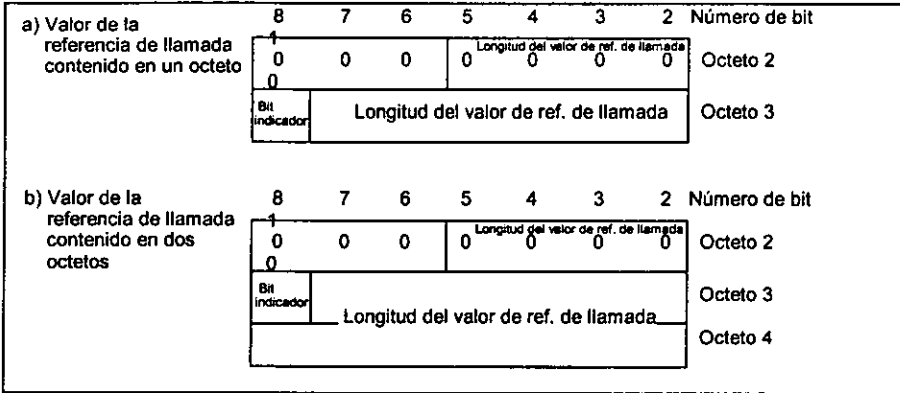 a) Valor de la
referencia de llamada
contenido en un octeto
8 7 6 5 4 3 2 Número de bit
1
Longitud del valor de ref. de llamada
0 0 0 0 0 0 0 Octeto 2
0
Bit
indicador
Longitud del valor de ref. de llamada Octeto 3
b) Valor de la
referencia de llamada
contenido en dos
octetos
8 7 6 5 4 3 2 Número de bit
1
Longitud del valor de ref. de llamada
0 0 0 0 0 0 0 Octeto 2
0
Bit
indicador
Octeto 3
Longitud del valor de ref. de llamada
Octeto 4